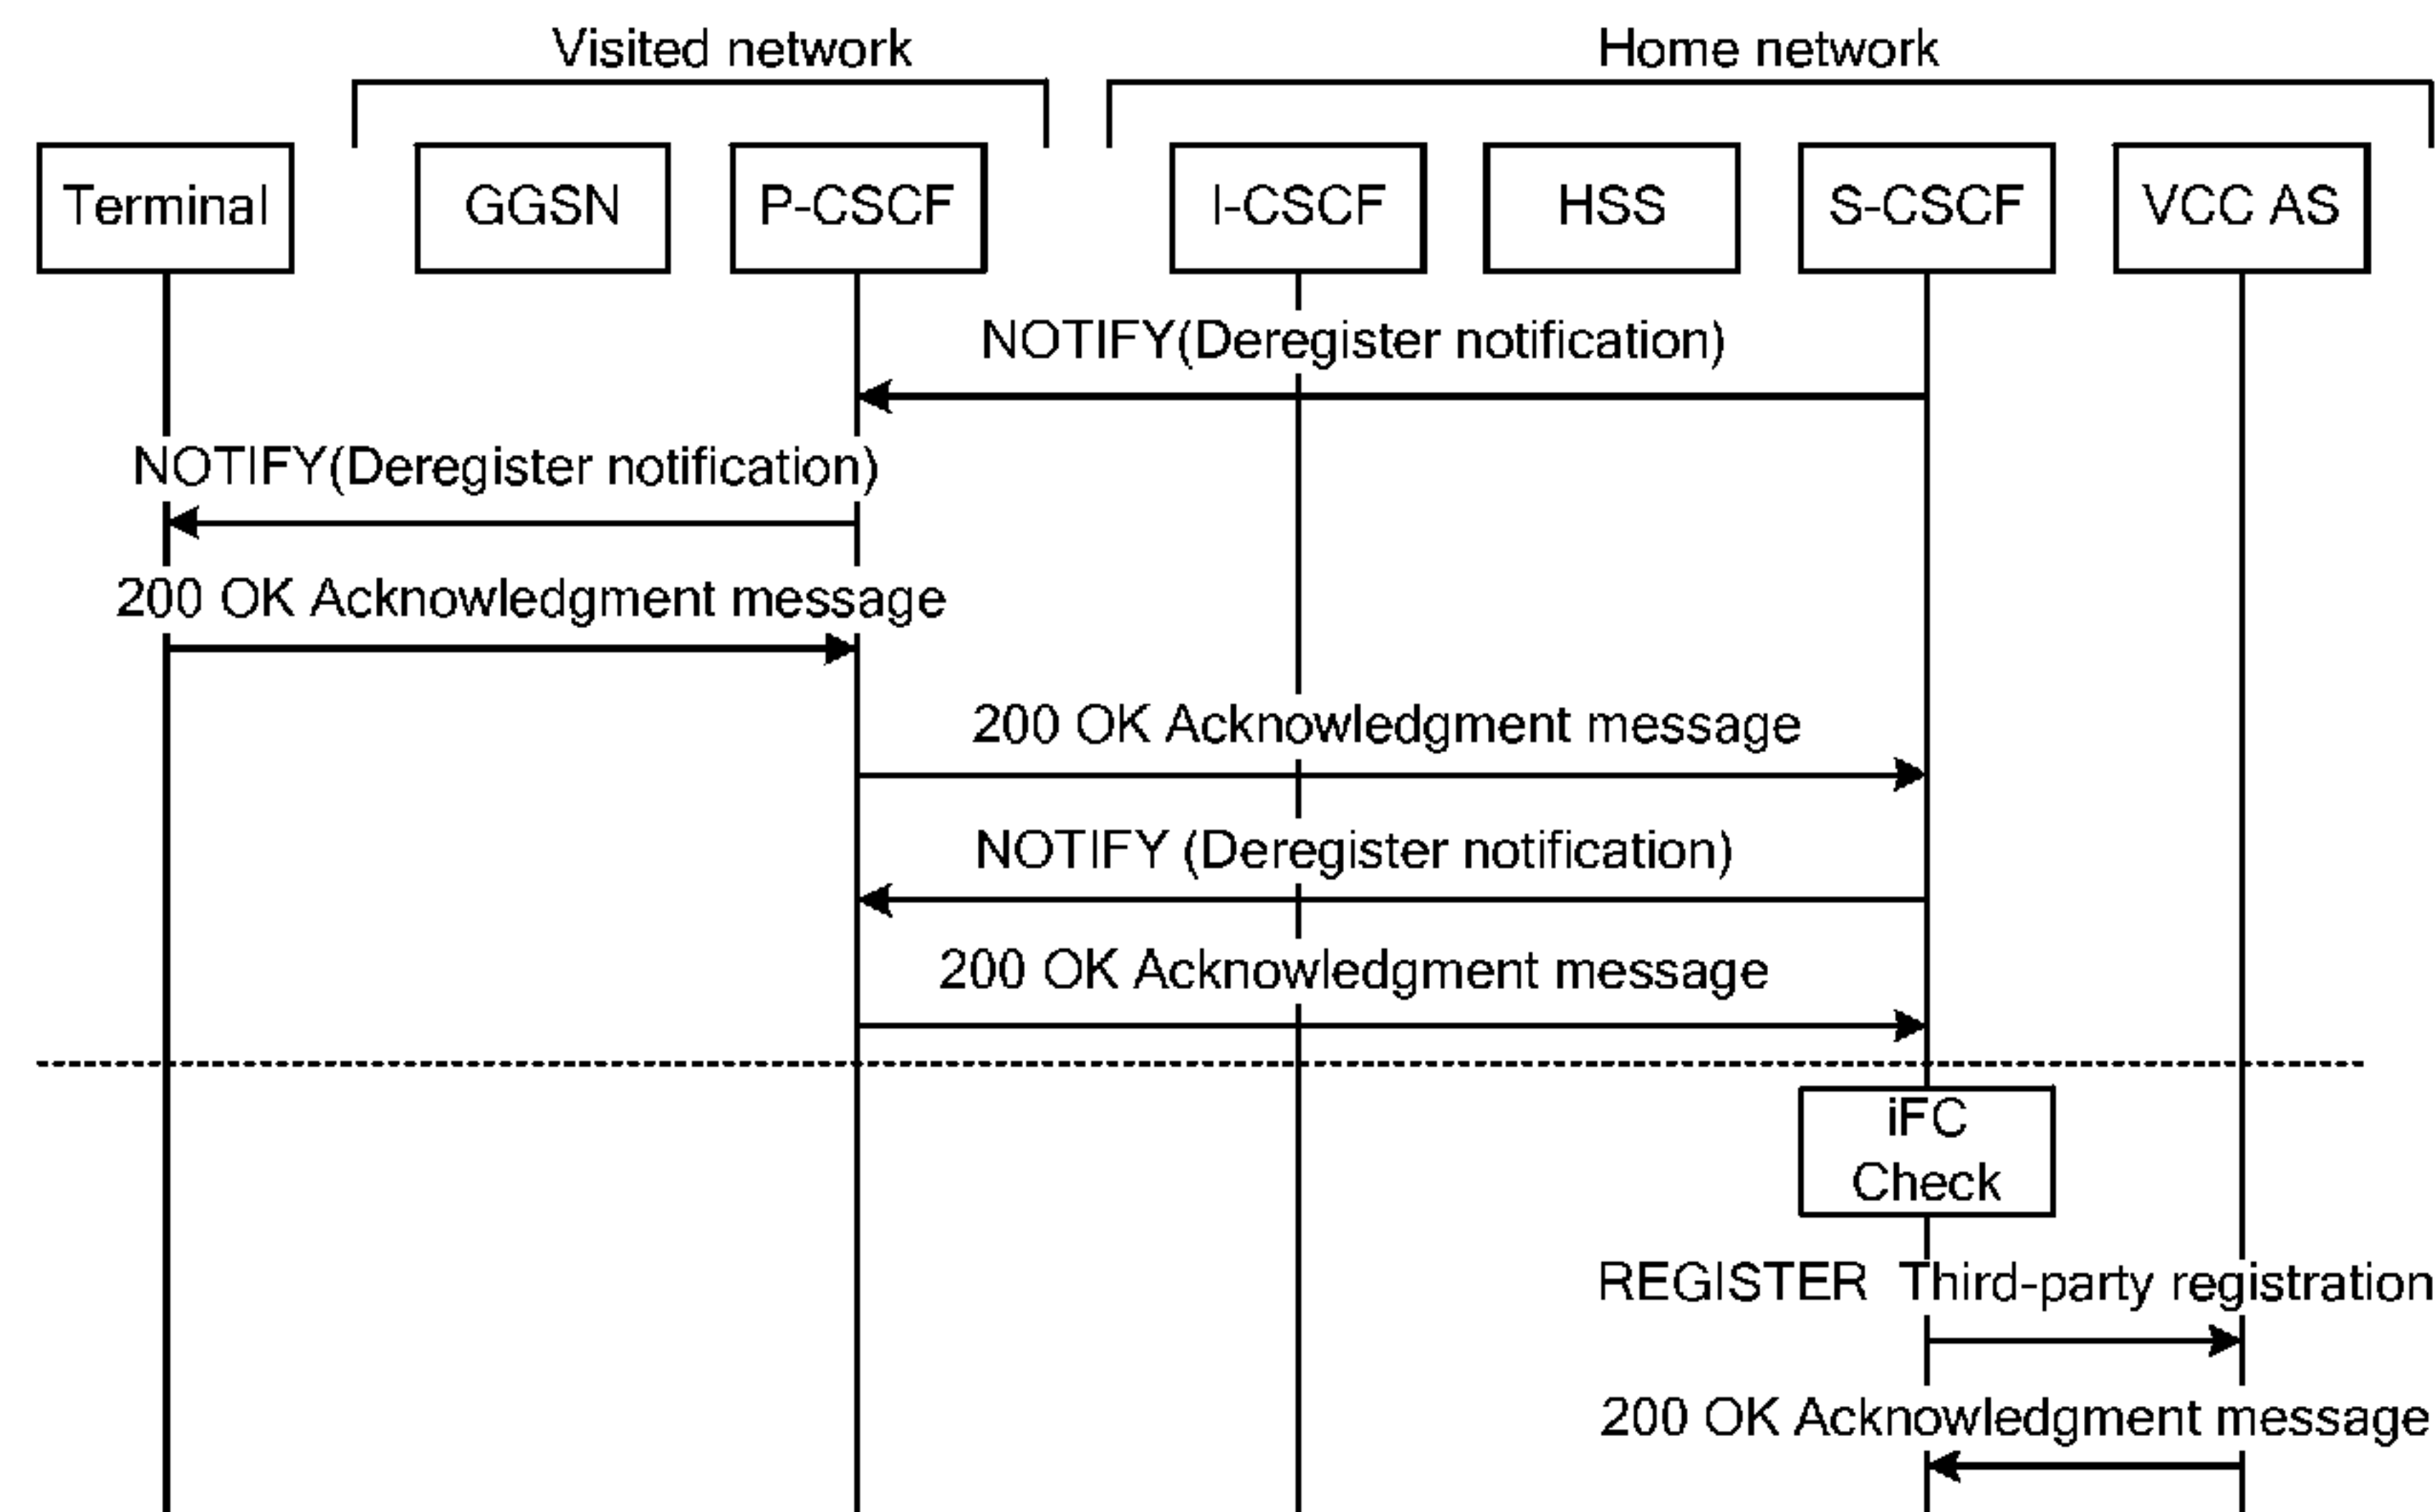 Visited network
Home network
Terminal
GGSN
P-CSCF
I-CSCF
HSS
S-CSCF
VCC AS
NOTIFY(Deregister notification)
NOTIFY(Deregister notification)
200 OK Acknowledgment message
200 OK Acknowledgment message
NOTIFY (Deregister notification)
200 OK Acknowledgment message
iFC
Check
REGISTER Third-party registration
200 OK Acknowledgment message